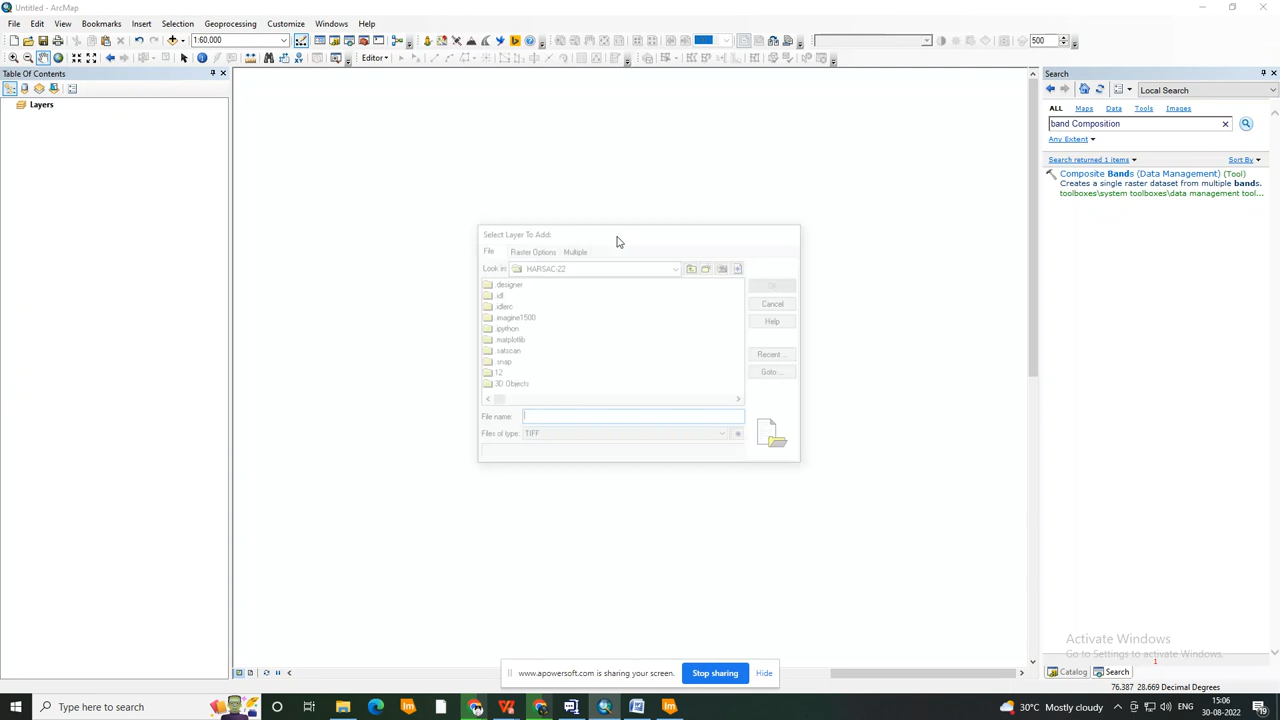 Untitled - ArcMap
File Edit View Bookmarks Insert Selection Geoprocessing Customize Windows Help
1:60,000
500
Editor
Table Of Contents
Layers
Select Layer To Add:
File Raster Options Multiple
Look in: HARSAC-22
.designer
.idl
.idlerc
.imagine1500
.ipython
.matplotlib
.satscan
.snap
12
3D Objects
Cancel
Help
Recent ...
Goto ...
File name:
Files of type: TIFF
Search
Local Search
ALL Maps Data Tools Images
band Composition
Any Extent
Search returned 1 items
Sort By
Composite Bands (Data Management) (Tool)
Creates a single raster dataset from multiple bands.
toolboxes\system toolboxes\data management tool...
Activate Windows
Go to Settings to activate Windows.
1
Catalog Search
www.apowersoft.com is sharing your screen. Stop sharing Hide
76.387 28.669 Decimal Degrees
Type here to search
30°C Mostly cloudy
ENG
15:06
30-08-2022